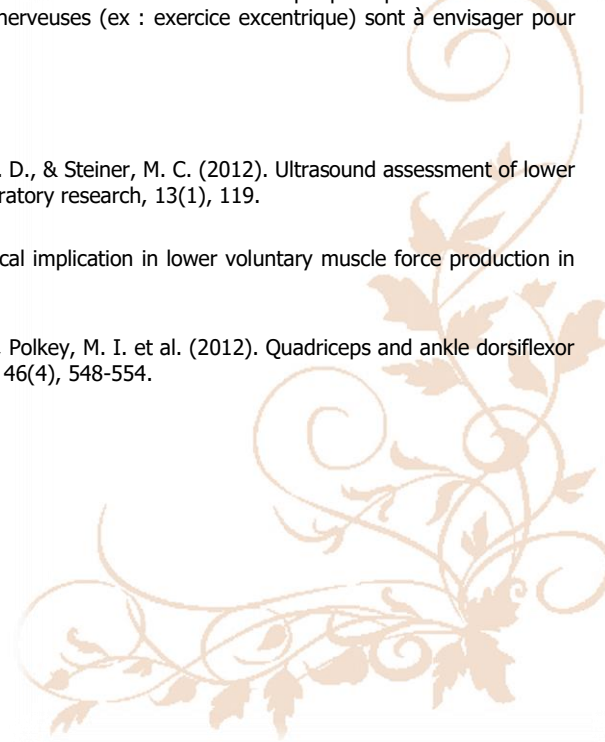 nerveuses (ex : exercice excentrique) sont à envisager pour
D., & Steiner, M. C. (2012). Ultrasound assessment of lower
ratory research, 13(1), 119.
cal implication in lower voluntary muscle force production in
Polkey, M. I. et al. (2012). Quadriceps and ankle dorsiflexor
46(4), 548-554.